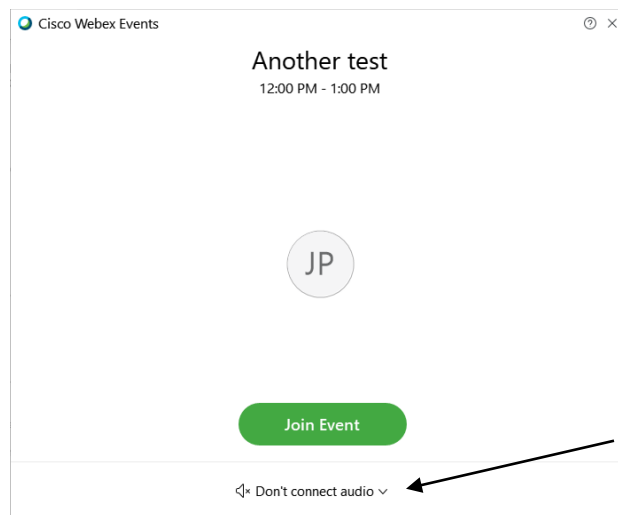 Cisco Webex Events
Another test
12:00 PM - 1:00 PM
JP
Join Event
Don't connect audio